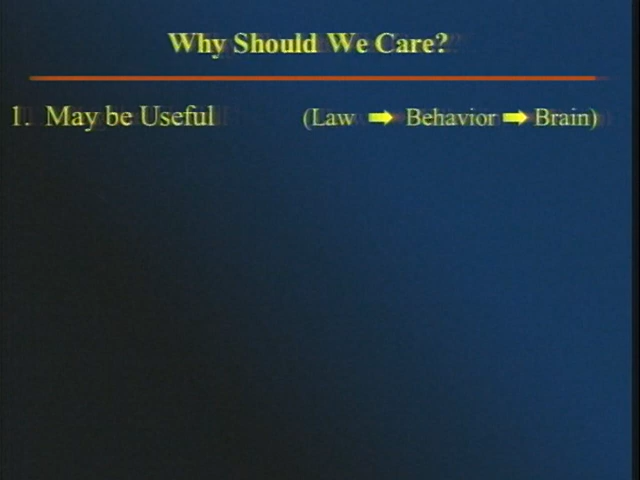 Why Should We Care?
1. May be Useful (Law ➡ Behavior ➡ Brain)